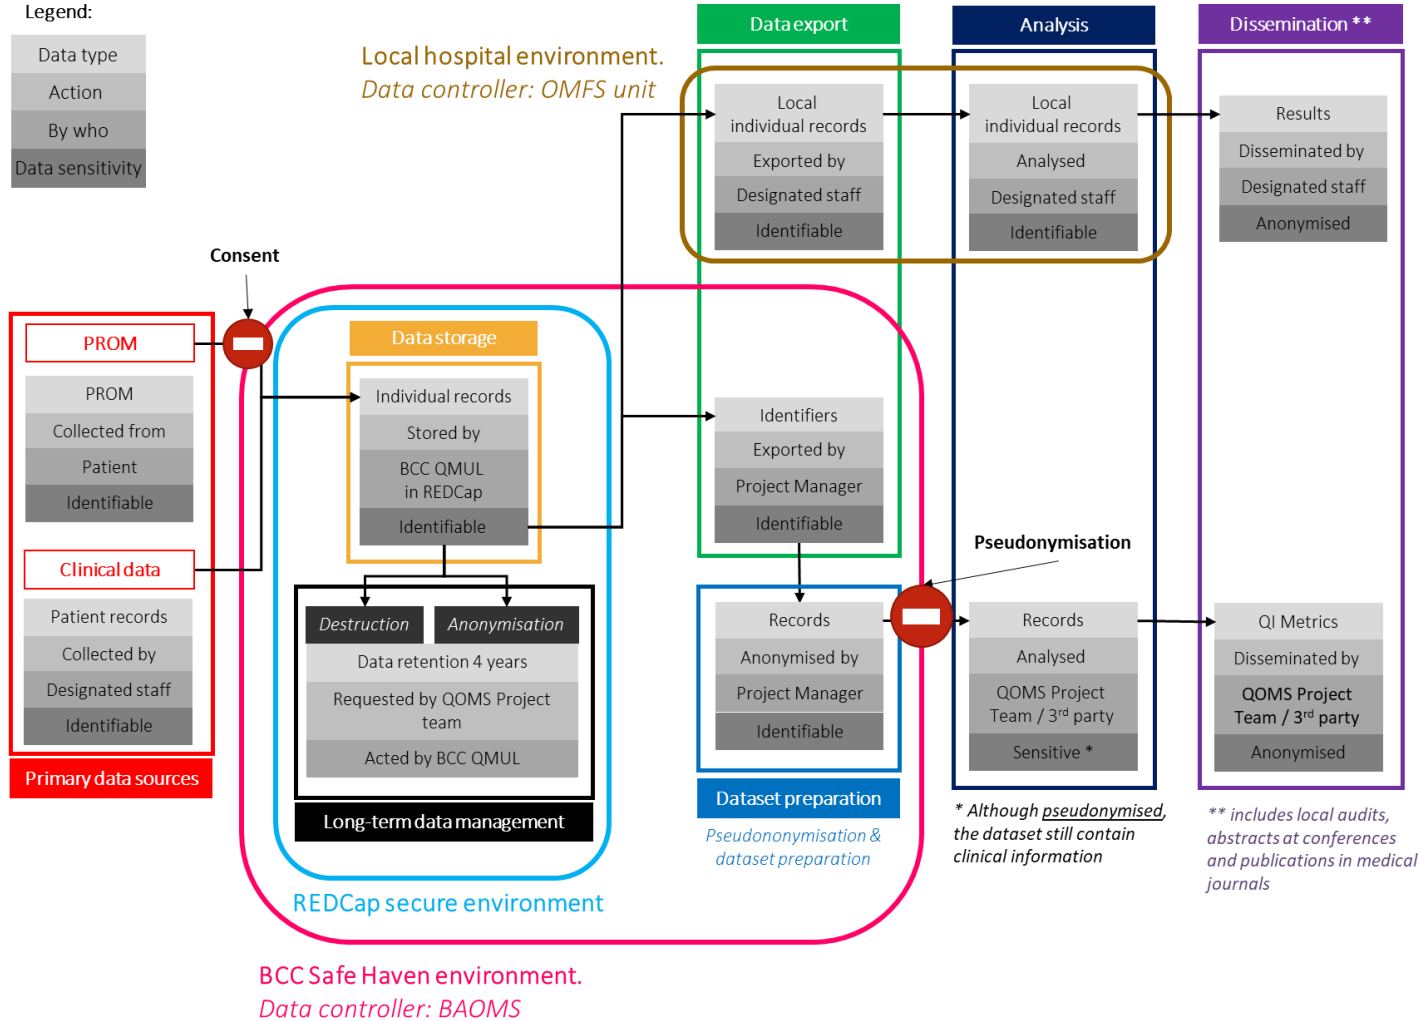 Legend:
Data type
Action
By who
Data sensitivity
Local hospital environment.
Data controller: OMFS unit
Data export
Analysis
Dissemination **
Local
individual records
Exported by
Designated staff
Identifiable
Local
individual records
Analysed
Designated staff
Identifiable
Results
Disseminated by
Designated staff
Anonymised
Consent
PROM
PROM
Collected from
Patient
Identifiable
Clinical data
Patient records
Collected by
Designated staff
Identifiable
Primary data sources
Data storage
Individual records
Stored by
BCC QMUL
in REDCap
Identifiable
Destruction
Anonymisation
Data retention 4 years
Requested by QOMS Project
team
Acted by BCC QMUL
Long-term data management
REDCap secure environment
BCC Safe Haven environment.
Data controller: BAOMS
Identifiers
Exported by
Project Manager
Identifiable
Records
Anonymised by
Project Manager
Identifiable
Dataset preparation
Pseudononymisation &
dataset preparation
Pseudonymisation
Records
Analysed
QOMS Project
Team / 3rd party
Sensitive *
* Although pseudonymised,
the dataset still contain
clinical information
QI Metrics
Disseminated by
QOMS Project
Team / 3rd party
Anonymised
** includes local audits,
abstracts at conferences
and publications in medical
journals